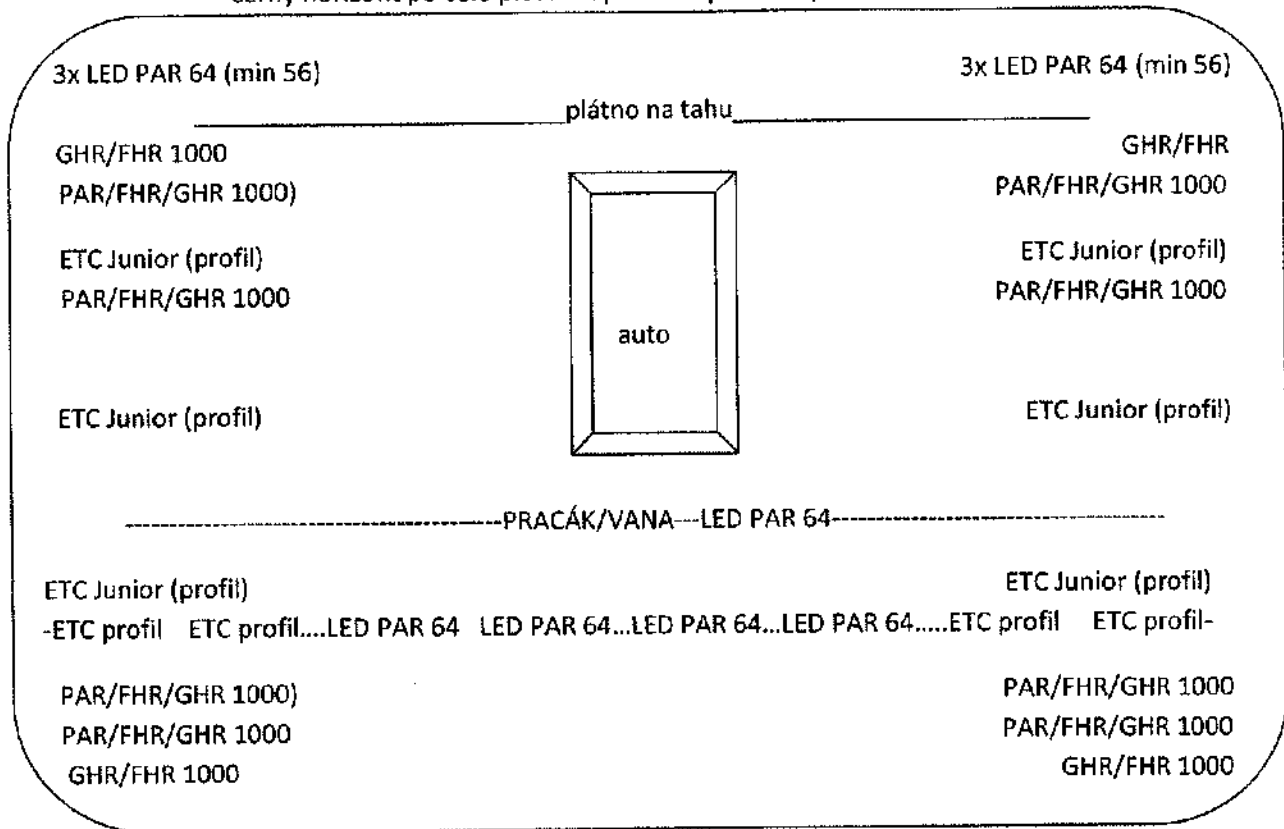 3x LED PAR 64 (min 56) 3x LED PAR 64 (min 56)
plátno na tahu
GHR/FHR 1000 GHR/FHR
PAR/FHR/GHR 1000) PAR/FHR/GHR 1000
ETC Junior (profil) ETC Junior (profil)
PAR/FHR/GHR 1000 PAR/FHR/GHR 1000
auto
ETC Junior (profil) ETC Junior (profil)
PRACÁK/VANA---LED PAR 64
ETC Junior (profil) ETC Junior (profil)
-ETC profil ETC profil....LED PAR 64 LED PAR 64...LED PAR 64...LED PAR 64.....ETC profil ETC profil-
PAR/FHR/GHR 1000) PAR/FHR/GHR 1000
PAR/FHR/GHR 1000 PAR/FHR/GHR 1000
GHR/FHR 1000 GHR/FHR 1000